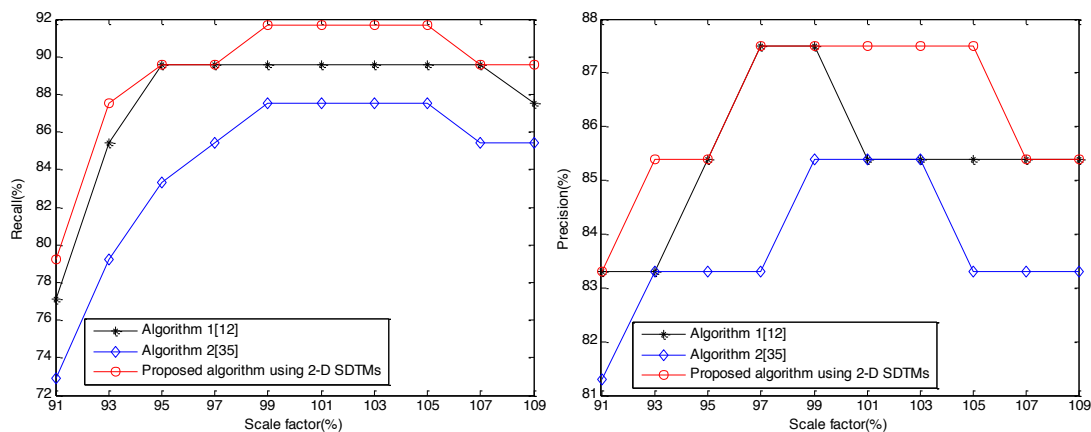 92
90
88
86
84
82
80
78
76
74
72
Recall(%)
91 93 95 97 99 101 103 105 107 109
Scale factor(%)
Algorithm 1[12]
Algorithm 2[35]
Proposed algorithm using 2-D SDTMs
88
87
86
85
84
83
82
81
Precision(%)
91 93 95 97 99 101 103 105 107 109
Scale factor(%)
Algorithm 1[12]
Algorithm 2[35]
Proposed algorithm using 2-D SDTMs